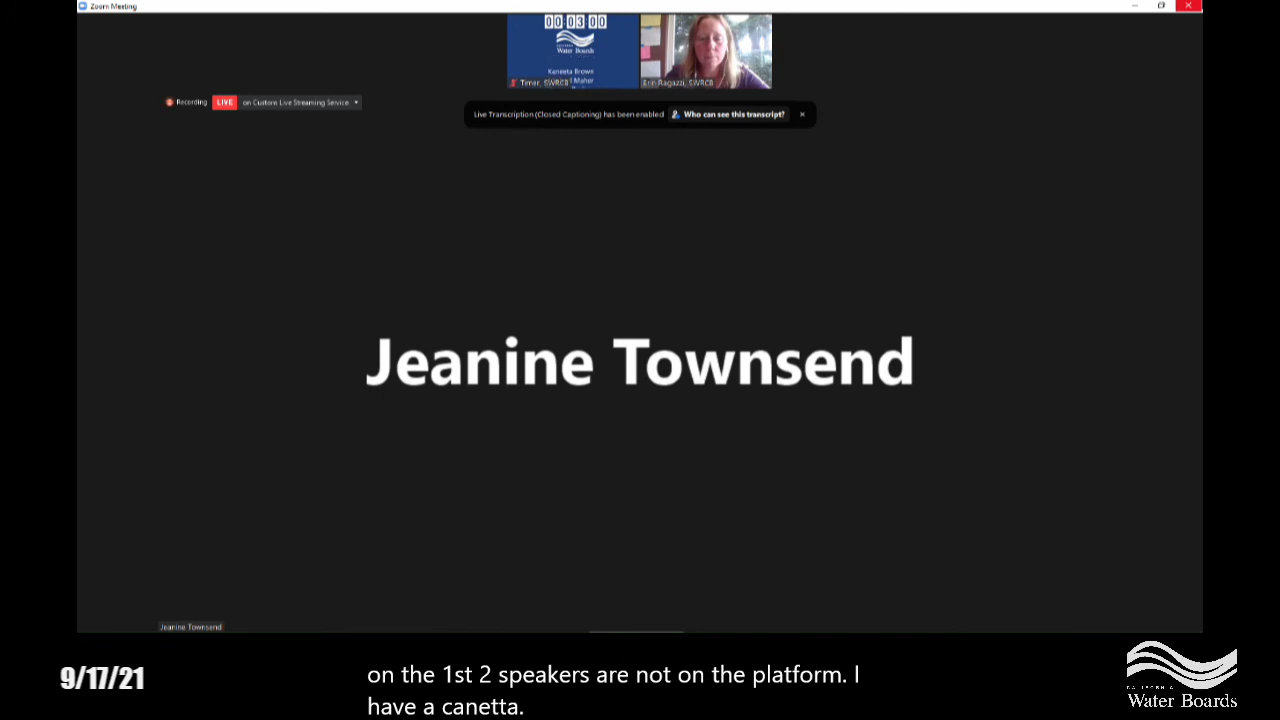 Zoom Meeting
00:03:00
Water Boards
Kaneeta Brown
Maher
Timer, SWRCB
Erin Ragazzi, SWRCB
Recording
LIVE
on Custom Live Streaming Service
Live Transcription (Closed Captioning) has been enabled
Who can see this transcript?
Jeanine Townsend
Jeanine Townsend
9/17/21
on the 1st 2 speakers are not on the platform. I
have a canetta.
CALIFORNIA
Water Boards